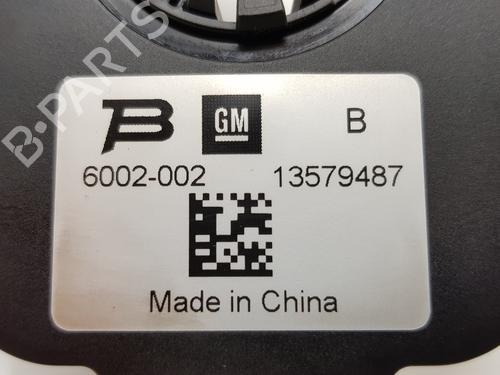 B-PARTS
B GM B
6002-002 13579487
Made in China